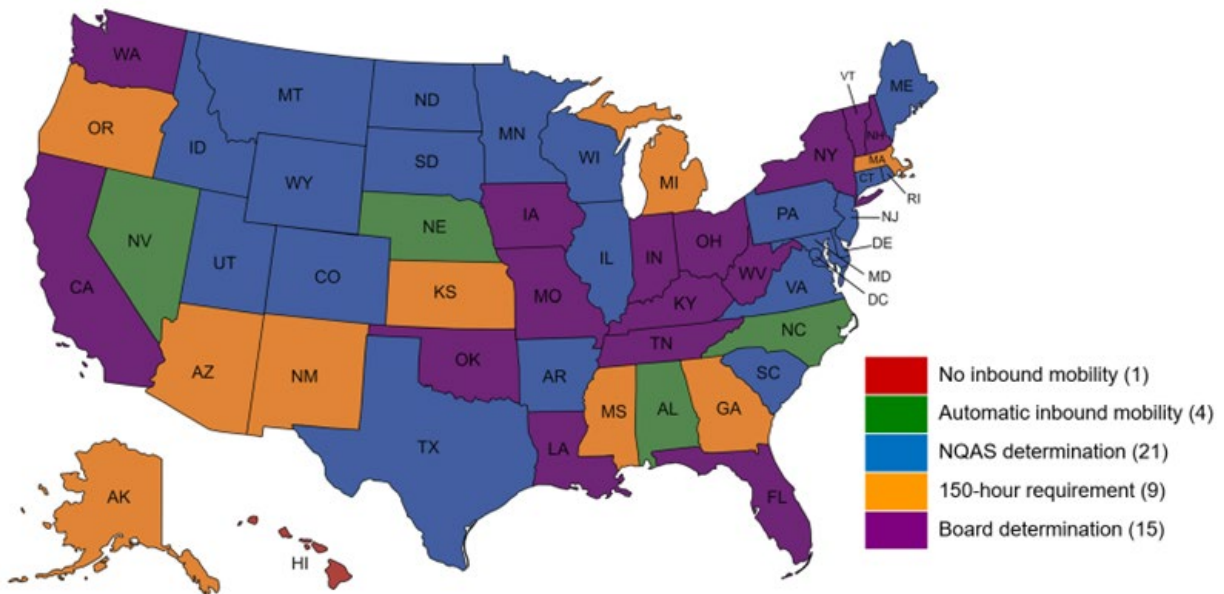 WA
MT
ND
MN
ME
VT
NH
OR
ID
SD
WI
NY
MA
CT
RI
WY
MI
IA
PA
NJ
NE
NV
UT
CO
IL
IN
OH
DE
MD
DC
WV
VA
CA
KS
MO
KY
NC
TN
AZ
NM
OK
AR
SC
MS
AL
GA
TX
LA
FL
AK
HI
No inbound mobility (1)
Automatic inbound mobility (4)
NQAS determination (21)
150-hour requirement (9)
Board determination (15)